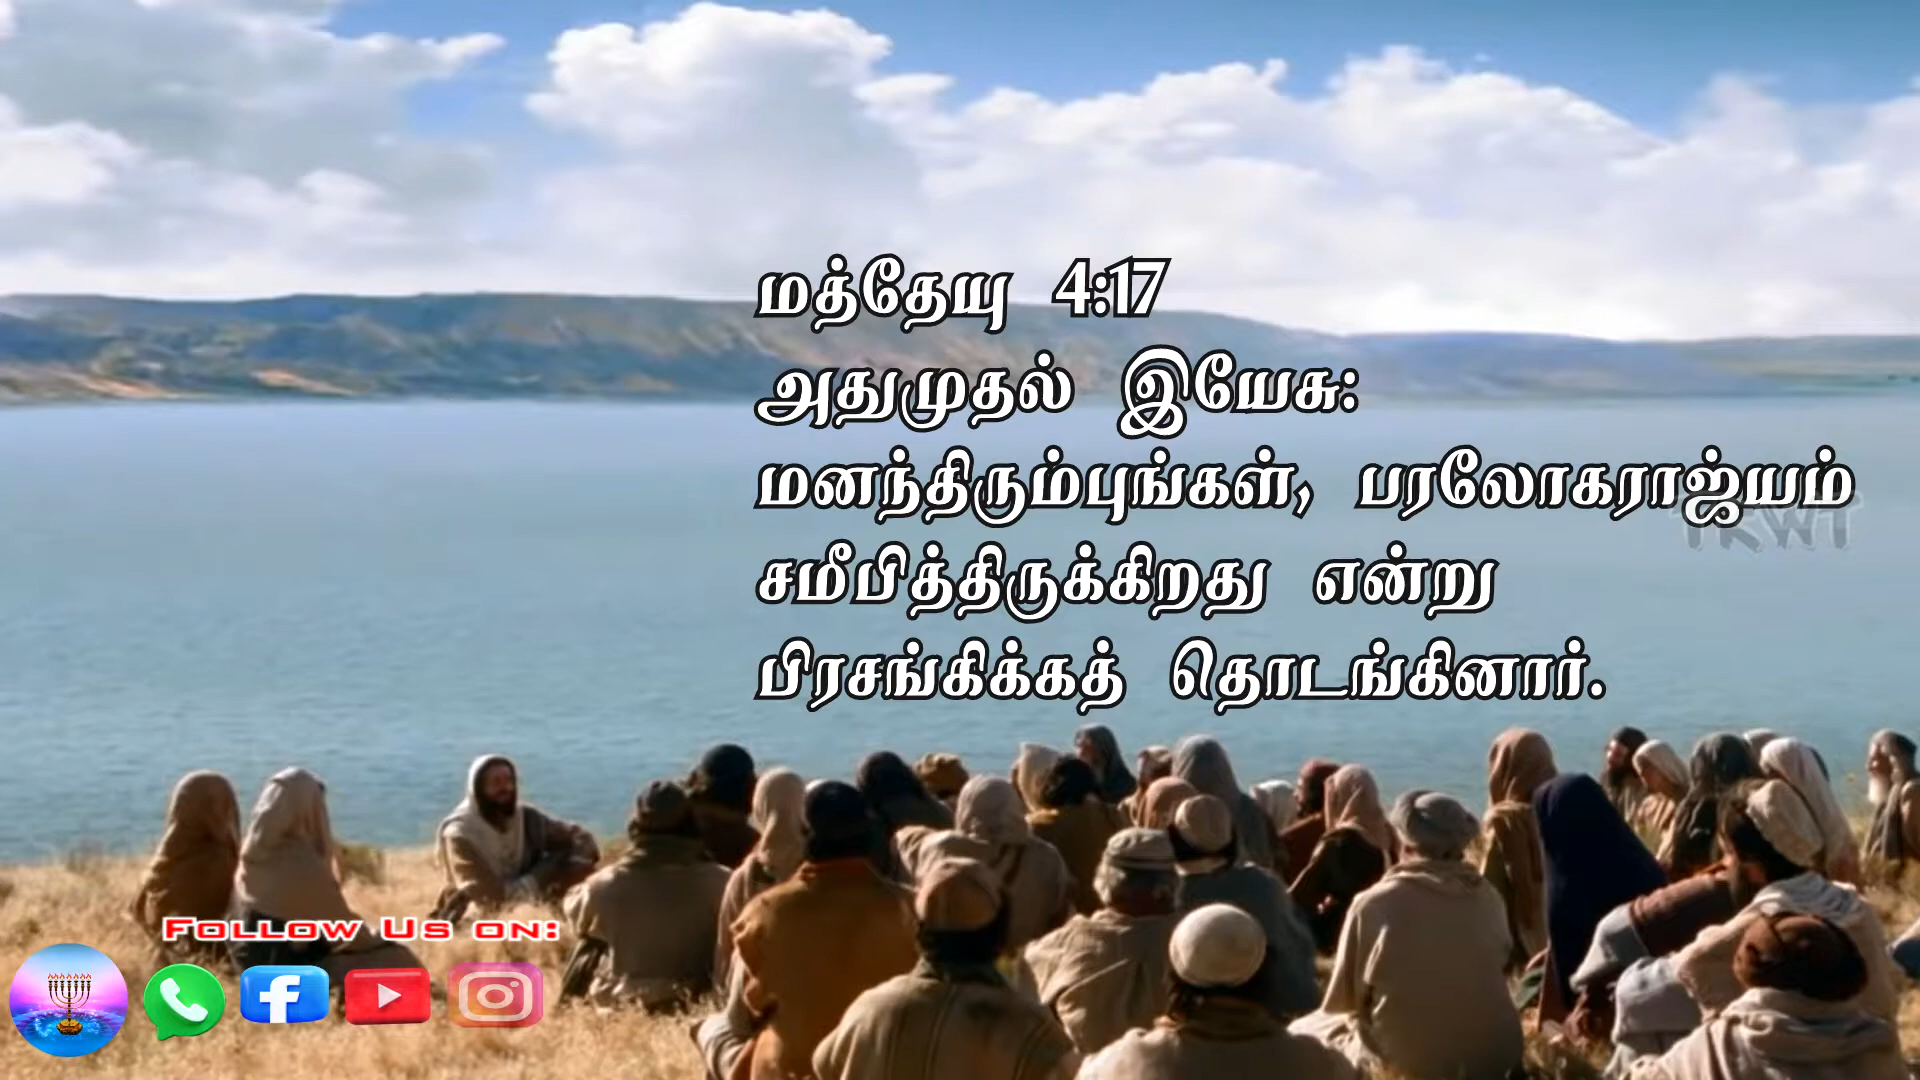 மத்தேயு 4:17
அதுமுதல் இயேசு:
மனந்திரும்புங்கள், பரலோகராஜ்யம்
TKWT
சமீபித்திருக்கிறது என்று
பிரசங்கிக்கத் தொடங்கினார்.
Follow Us on: